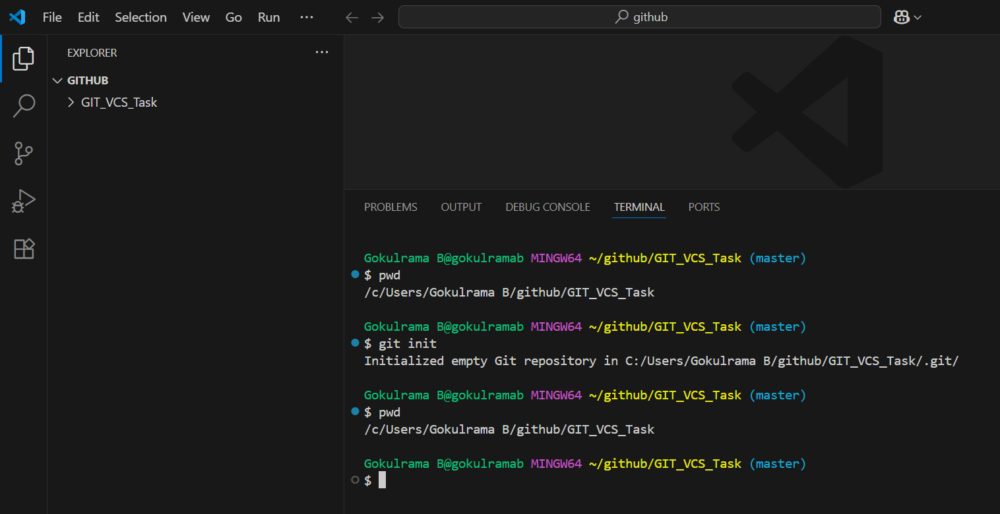 File Edit Selection View Go Run ··· github
EXPLORER ···
GITHUB
GIT_VCS_Task
PROBLEMS OUTPUT DEBUG CONSOLE TERMINAL PORTS
Gokulrama B@gokulramab MINGW64 ~/github/GIT_VCS_Task (master)
$ pwd
/c/Users/Gokulrama B/github/GIT_VCS_Task
Gokulrama B@gokulramab MINGW64 ~/github/GIT_VCS_Task (master)
$ git init
Initialized empty Git repository in C:/Users/Gokulrama B/github/GIT_VCS_Task/.git/
Gokulrama B@gokulramab MINGW64 ~/github/GIT_VCS_Task (master)
$ pwd
/c/Users/Gokulrama B/github/GIT_VCS_Task
Gokulrama B@gokulramab MINGW64 ~/github/GIT_VCS_Task (master)
$